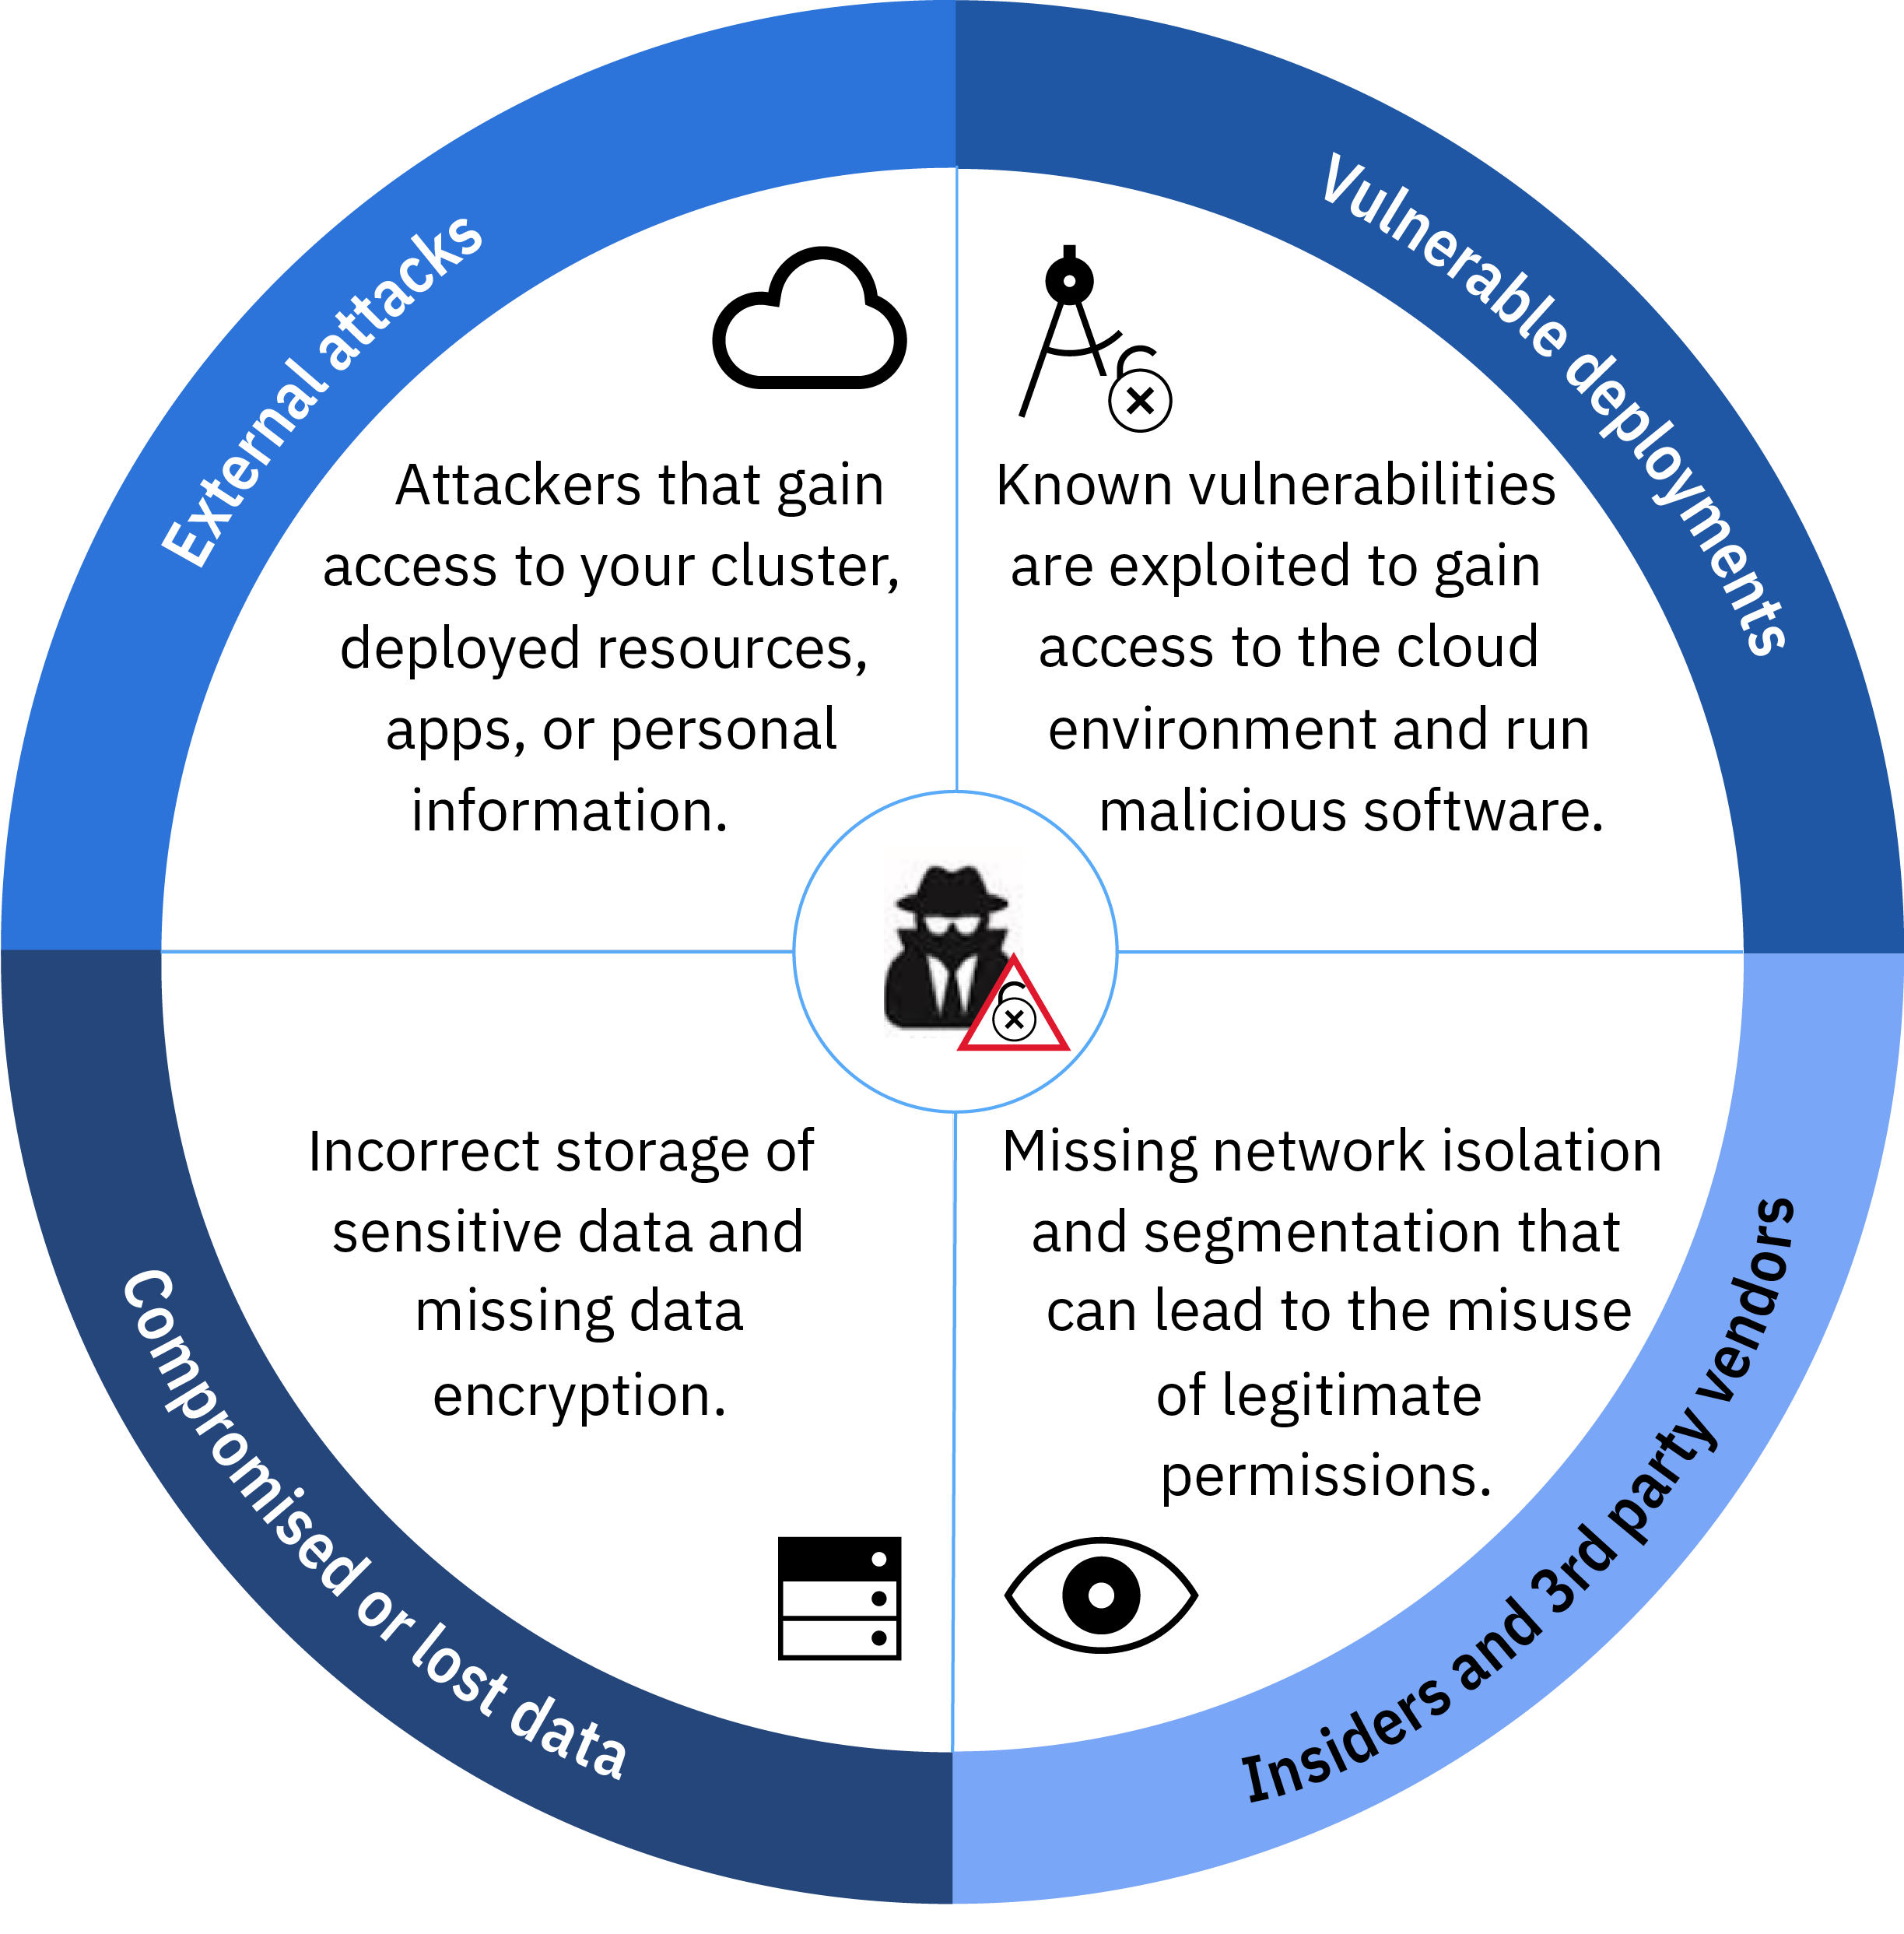 External attacks
Attackers that gain
access to your cluster,
deployed resources,
apps, or personal
information.
Vulnerable deployments
Known vulnerabilities
are exploited to gain
access to the cloud
environment and run
malicious software.
Compromised or lost data
Incorrect storage of
sensitive data and
missing data
encryption.
Insiders and 3rd party vendors
Missing network isolation
and segmentation that
can lead to the misuse
of legitimate
permissions.